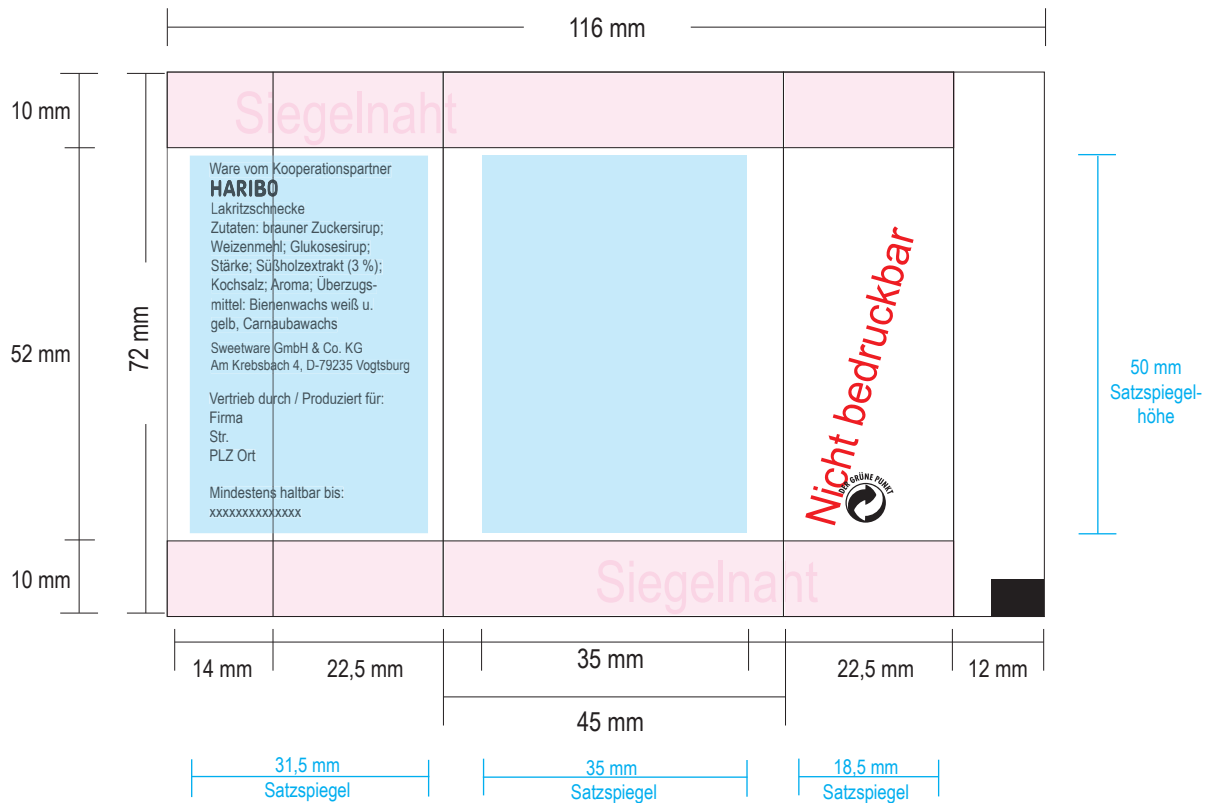 116 mm
10 mm
Siegelnaht
Ware vom Kooperationspartner
HARIBO
Lakritzschnecke
Zutaten: brauner Zuckersirup;
Weizenmehl; Glukosesirup;
Stärke; Süßholzextrakt (3 %);
Kochsalz; Aroma; Überzugs-
mittel: Bienenwachs weiß u.
gelb, Carnaubawachs
Sweetware GmbH & Co. KG
Am Krebsbach 4, D-79235 Vogtsburg
Vertrieb durch / Produziert für:
Firma
Str.
PLZ Ort
Mindestens haltbar bis:
xxxxxxxxxxxxxx
52 mm
72 mm
Nicht bedruckbar
DER GRÜNE PUNKT
50 mm
Satzspiegel-
höhe
10 mm
Siegelnaht
14 mm
22,5 mm
35 mm
22,5 mm
12 mm
45 mm
31,5 mm
Satzspiegel
35 mm
Satzspiegel
18,5 mm
Satzspiegel